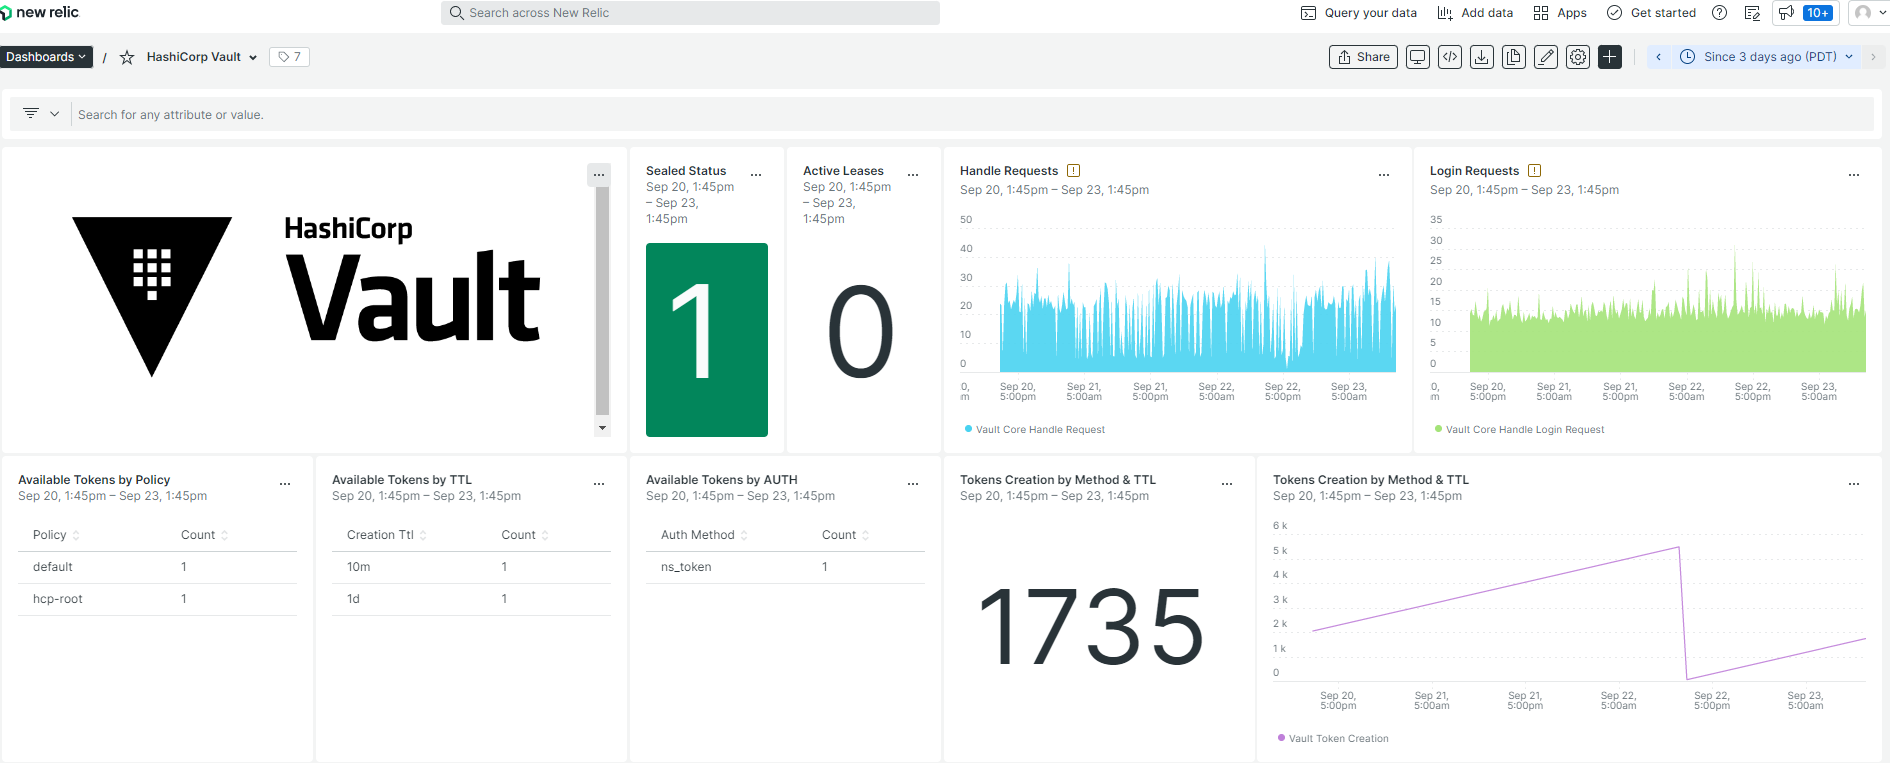 new relic
Search across New Relic
Query your data
Add data
Apps
Get started
10+
Dashboards
/
HashiCorp Vault
7
Share
Since 3 days ago (PDT)
Search for any attribute or value.
HashiCorp
Vault
Sealed Status
Sep 20, 1:45pm
– Sep 23,
1:45pm
1
Active Leases
Sep 20, 1:45pm
– Sep 23,
1:45pm
0
Handle Requests
Sep 20, 1:45pm – Sep 23, 1:45pm
50
40
30
20
10
0
0, Sep 20, Sep 21, Sep 21, Sep 22, Sep 22, Sep 23,
m 5:00pm 5:00am 5:00pm 5:00am 5:00pm 5:00am
Vault Core Handle Request
Login Requests
Sep 20, 1:45pm – Sep 23, 1:45pm
35
30
25
20
15
10
5
0
0, Sep 20, Sep 21, Sep 21, Sep 22, Sep 22, Sep 23,
m 5:00pm 5:00am 5:00pm 5:00am 5:00pm 5:00am
Vault Core Handle Login Request
Available Tokens by Policy
Sep 20, 1:45pm – Sep 23, 1:45pm
Policy Count
default 1
hcp-root 1
Available Tokens by TTL
Sep 20, 1:45pm – Sep 23, 1:45pm
Creation Ttl Count
10m 1
1d 1
Available Tokens by AUTH
Sep 20, 1:45pm – Sep 23, 1:45pm
Auth Method Count
ns_token 1
Tokens Creation by Method & TTL
Sep 20, 1:45pm – Sep 23, 1:45pm
1735
Tokens Creation by Method & TTL
Sep 20, 1:45pm – Sep 23, 1:45pm
6 k
5 k
4 k
3 k
2 k
1 k
0
Sep 20, Sep 21, Sep 21, Sep 22, Sep 22, Sep 23,
5:00pm 5:00am 5:00pm 5:00am 5:00pm 5:00am
Vault Token Creation